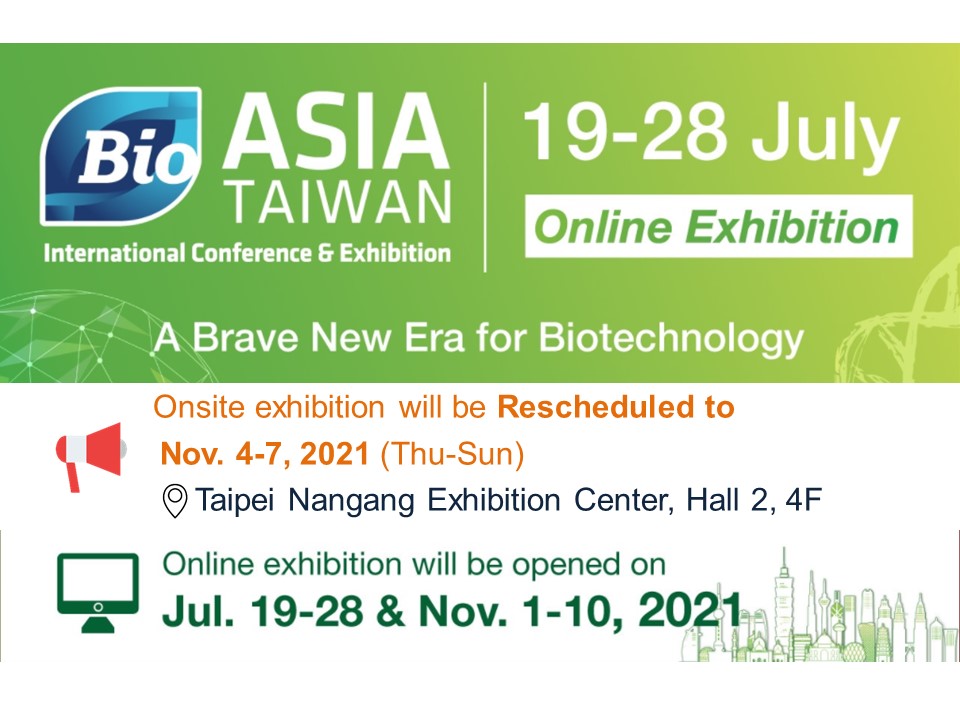 Bio ASIA
TAIWAN
International Conference & Exhibition
19-28 July
Online Exhibition
A Brave New Era for Biotechnology
Onsite exhibition will be Rescheduled to
Nov. 4-7, 2021 (Thu-Sun)
Taipei Nangang Exhibition Center, Hall 2, 4F
Online exhibition will be opened on
Jul. 19-28 & Nov. 1-10, 2021